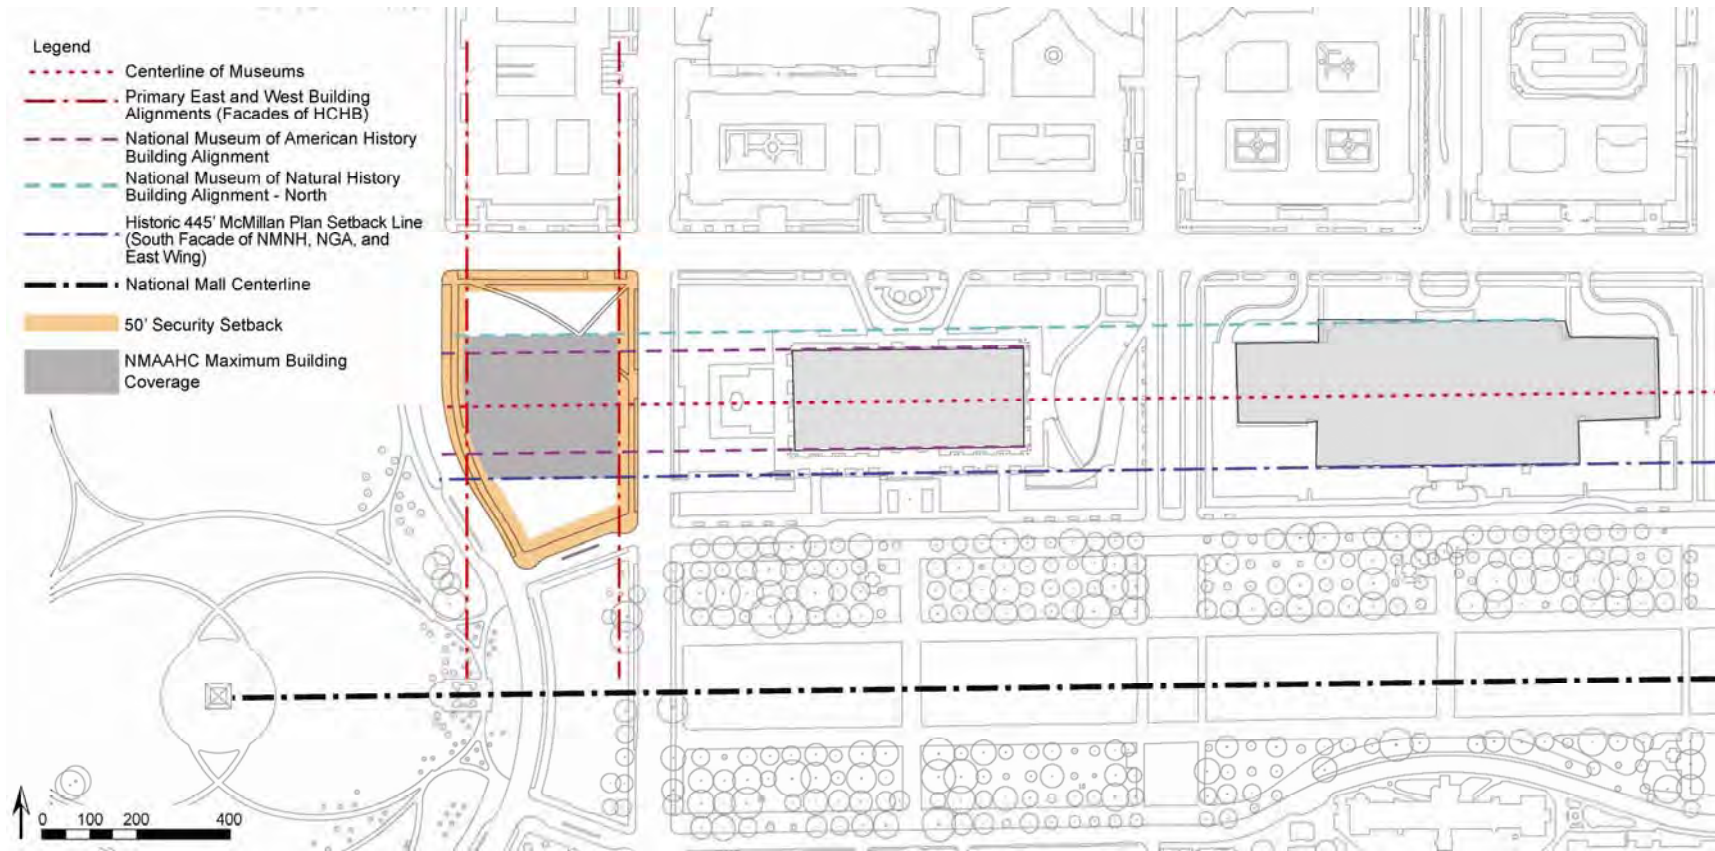 Legend
Centerline of Museums
Primary East and West Building
Alignments (Facades of HCHB)
National Museum of American History
Building Alignment
National Museum of Natural History
Building Alignment - North
Historic 445' McMillan Plan Setback Line
(South Facade of NMNH, NGA, and
East Wing)
National Mall Centerline
50' Security Setback
NMAAHC Maximum Building
Coverage
0 100 200 400